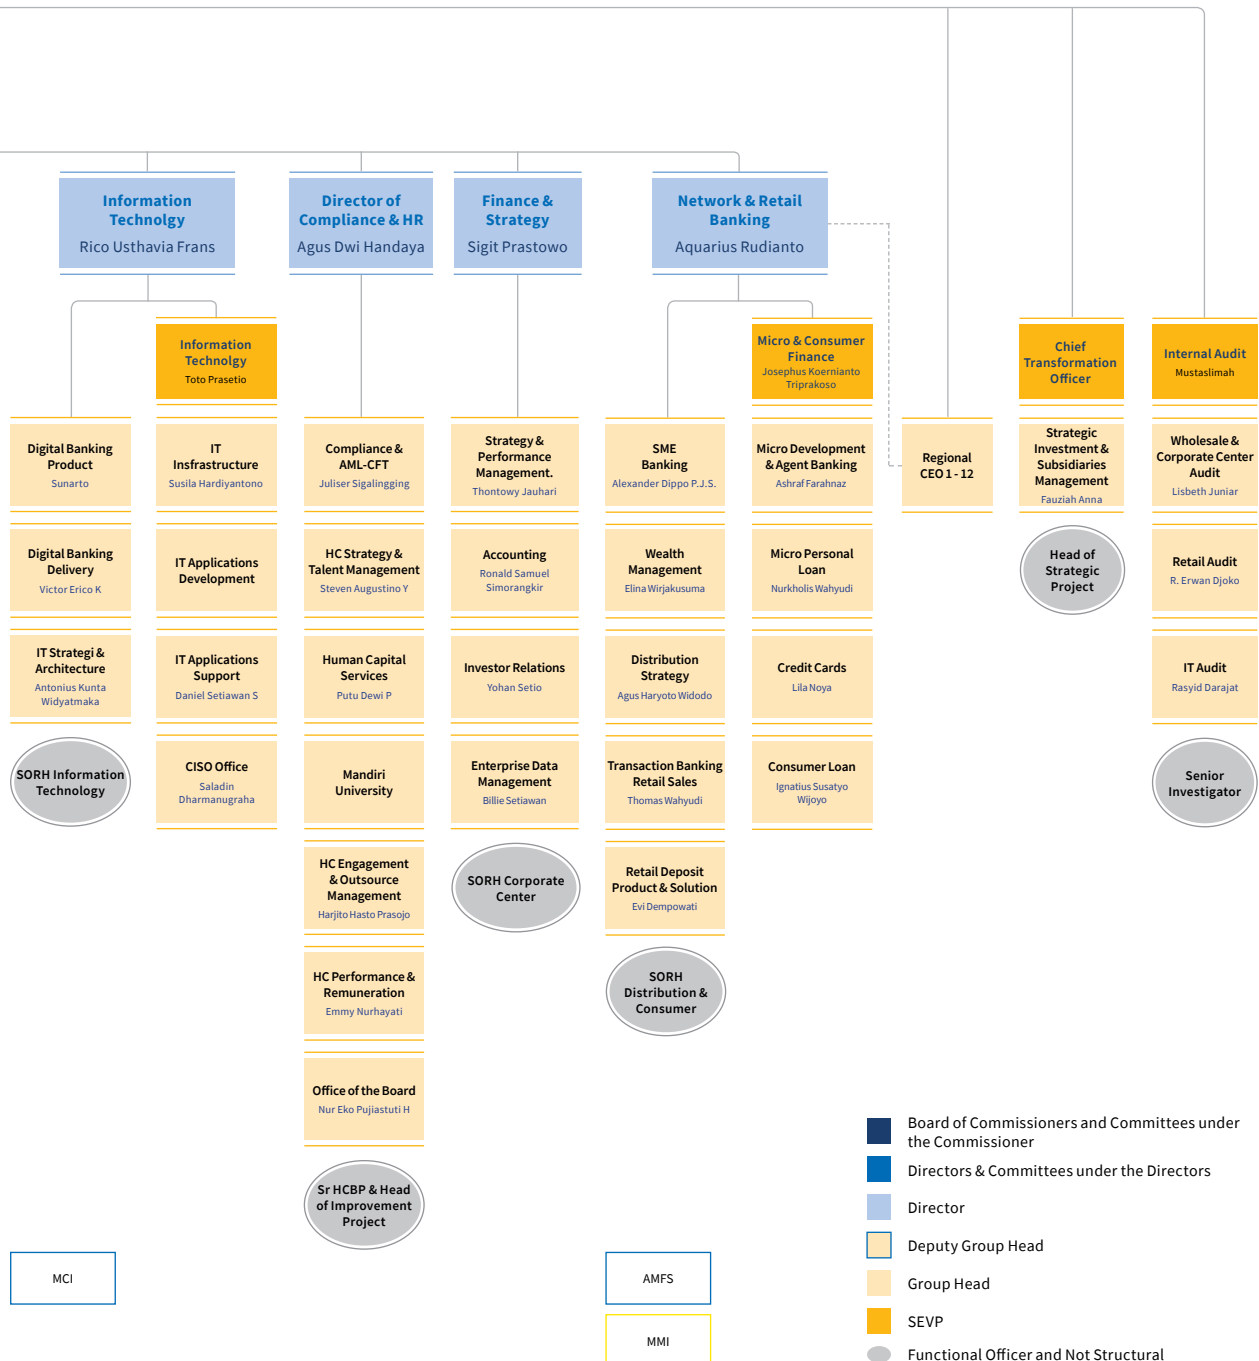 Information
Technolgy
Rico Usthavia Frans
Director of
Compliance & HR
Agus Dwi Handaya
Finance &
Strategy
Sigit Prastowo
Network & Retail
Banking
Aquarius Rudianto
Information
Technolgy
Toto Prasetio
Micro & Consumer
Finance
Josephus Koernianto
Triprakoso
Chief
Transformation
Officer
Internal Audit
Mustaslimah
Digital Banking
Product
Sunarto
IT
Insfrastructure
Susila Hardiyantono
Compliance &
AML-CFT
Juliser Sigalingging
Strategy &
Performance
Management.
Thontowy Jauhari
SME
Banking
Alexander Dippo P.J.S.
Micro Development
& Agent Banking
Ashraf Farahnaz
Regional
CEO 1 - 12
Strategic
Investment &
Subsidiaries
Management
Fauziah Anna
Wholesale &
Corporate Center
Audit
Lisbeth Juniar
Digital Banking
Delivery
Victor Erico K
IT Applications
Development
HC Strategy &
Talent Management
Steven Augustino Y
Accounting
Ronald Samuel
Simorangkir
Wealth
Management
Elina Wirjakusuma
Micro Personal
Loan
Nurkholis Wahyudi
Head of
Strategic
Project
Retail Audit
R. Erwan Djoko
IT Strategi &
Architecture
Antonius Kunta
Widyatmaka
IT Applications
Support
Daniel Setiawan S
Human Capital
Services
Putu Dewi P
Investor Relations
Yohan Setio
Distribution
Strategy
Agus Haryoto Widodo
Credit Cards
Lila Noya
IT Audit
Rasyid Darajat
SORH Information
Technology
CISO Office
Saladin
Dharmanugraha
Mandiri
University
Enterprise Data
Management
Billie Setiawan
Transaction Banking
Retail Sales
Thomas Wahyudi
Consumer Loan
Ignatius Susatyo
Wijoyo
Senior
Investigator
HC Engagement
& Outsource
Management
Harjito Hasto Prasojo
SORH Corporate
Center
Retail Deposit
Product & Solution
Evi Dempowati
HC Performance &
Remuneration
Emmy Nurhayati
SORH
Distribution &
Consumer
Office of the Board
Nur Eko Pujiastuti H
Sr HCBP & Head
of Improvement
Project
MCI
AMFS
MMI
Board of Commissioners and Committees under
the Commissioner
Directors & Committees under the Directors
Director
Deputy Group Head
Group Head
SEVP
Functional Officer and Not Structural